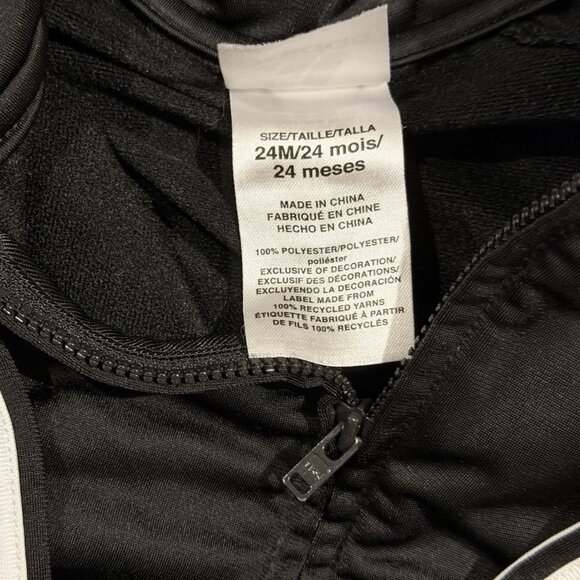 SIZE/TAILLE/TALLA
24M/24 mois/
24 meses
MADE IN CHINA
FABRIQUÉ EN CHINE
HECHO EN CHINA
100% POLYESTER/POLYESTER/
poliéster
EXCLUSIVE OF DECORATION/
EXCLUSIF DES DÉCORATIONS/
EXCLUYENDO LA DECORACIÓN
LABEL MADE FROM
100% RECYCLED YARNS
ÉTIQUETTE FABRIQUÉ À PARTIR
DE FILS 100% RECYCLÉS